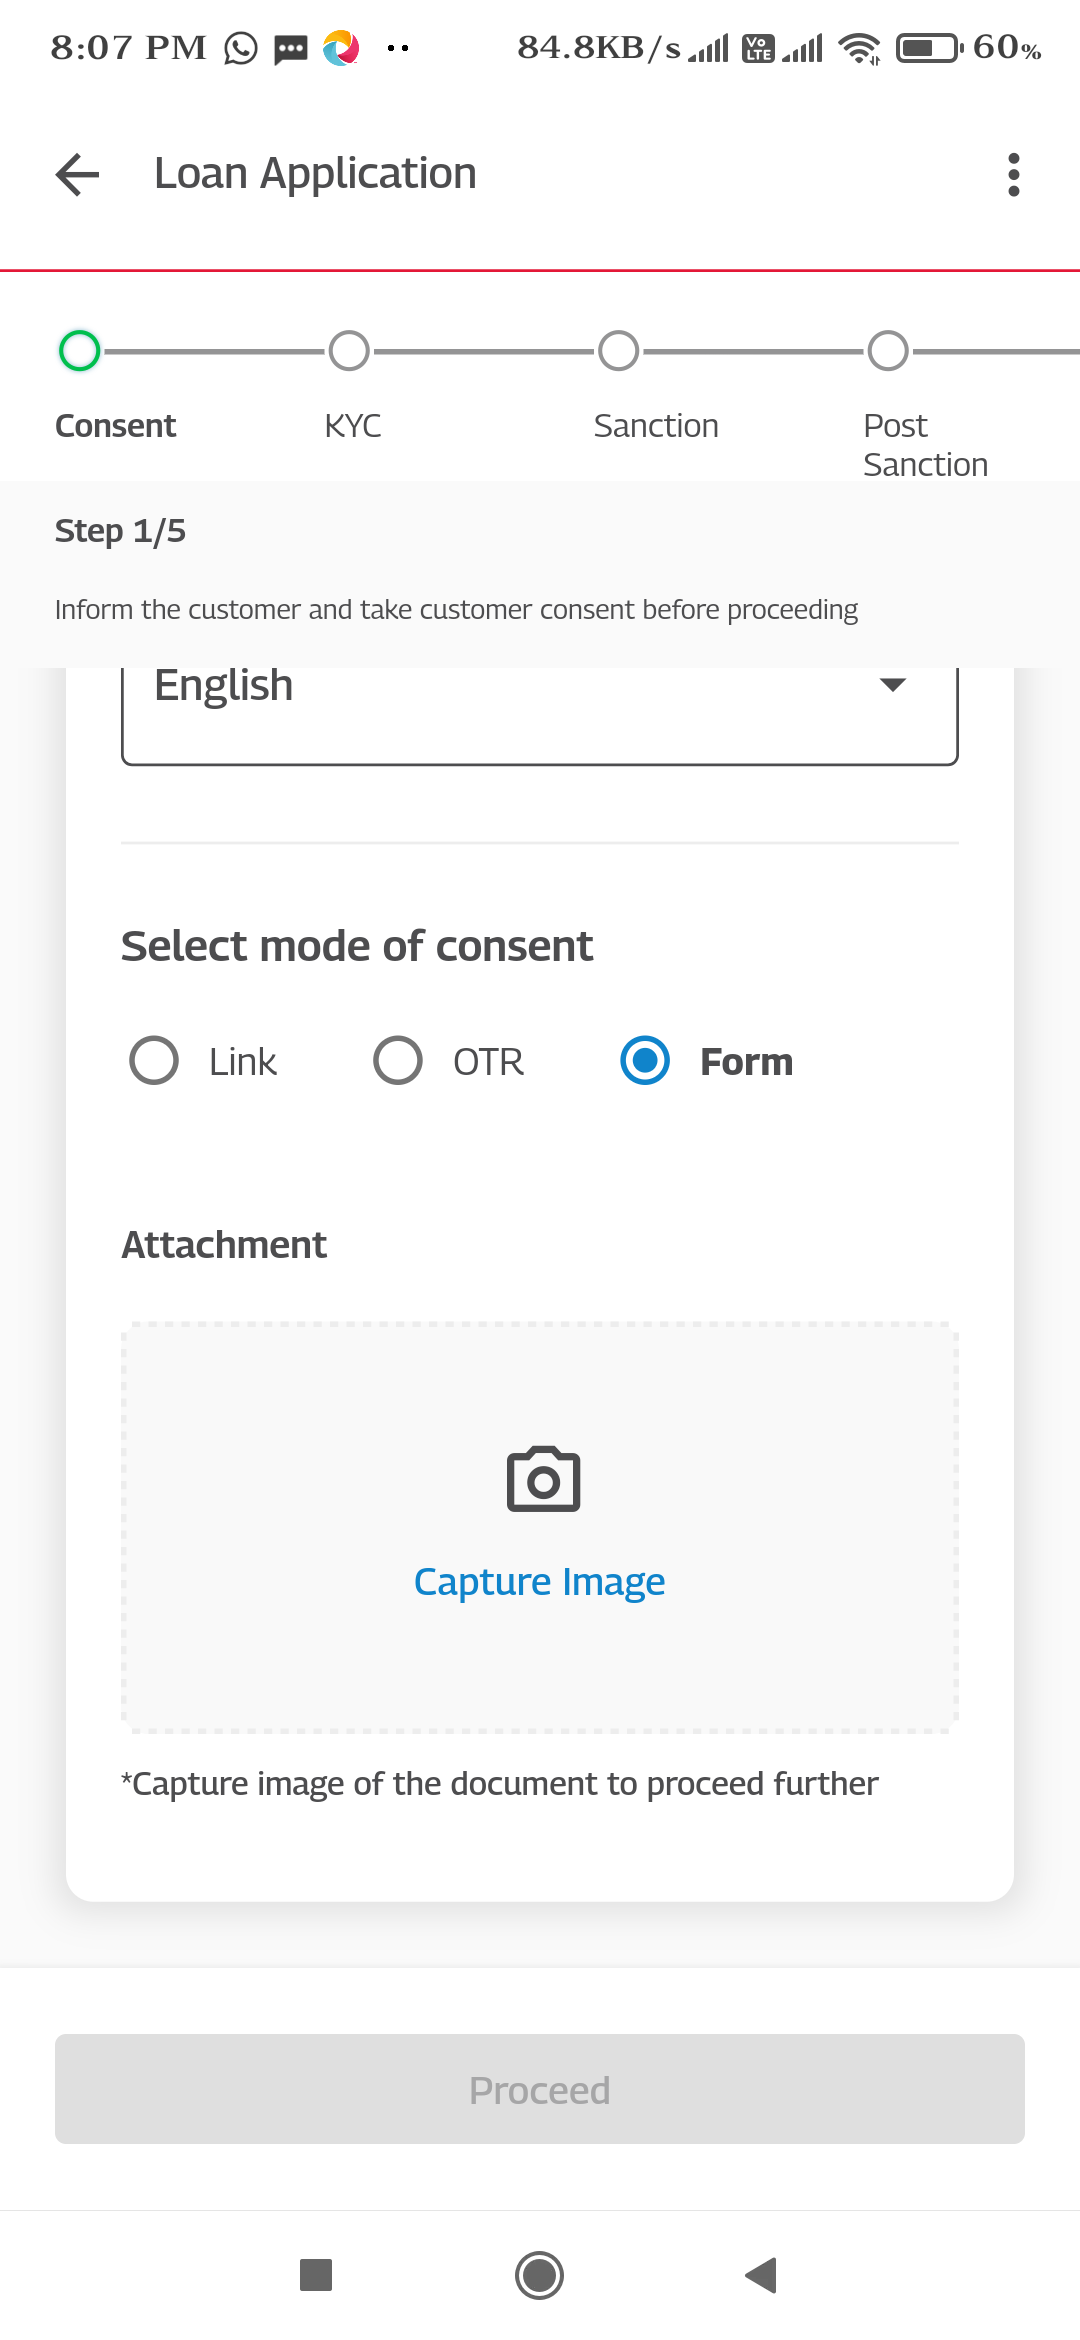 8:07 PM 84.8KB/s Vo LTE 60%
Loan Application
Consent KYC Sanction Post Sanction
Step 1/5
Inform the customer and take customer consent before proceeding
English
Select mode of consent
Link OTR Form
Attachment
Capture Image
*Capture image of the document to proceed further
Proceed